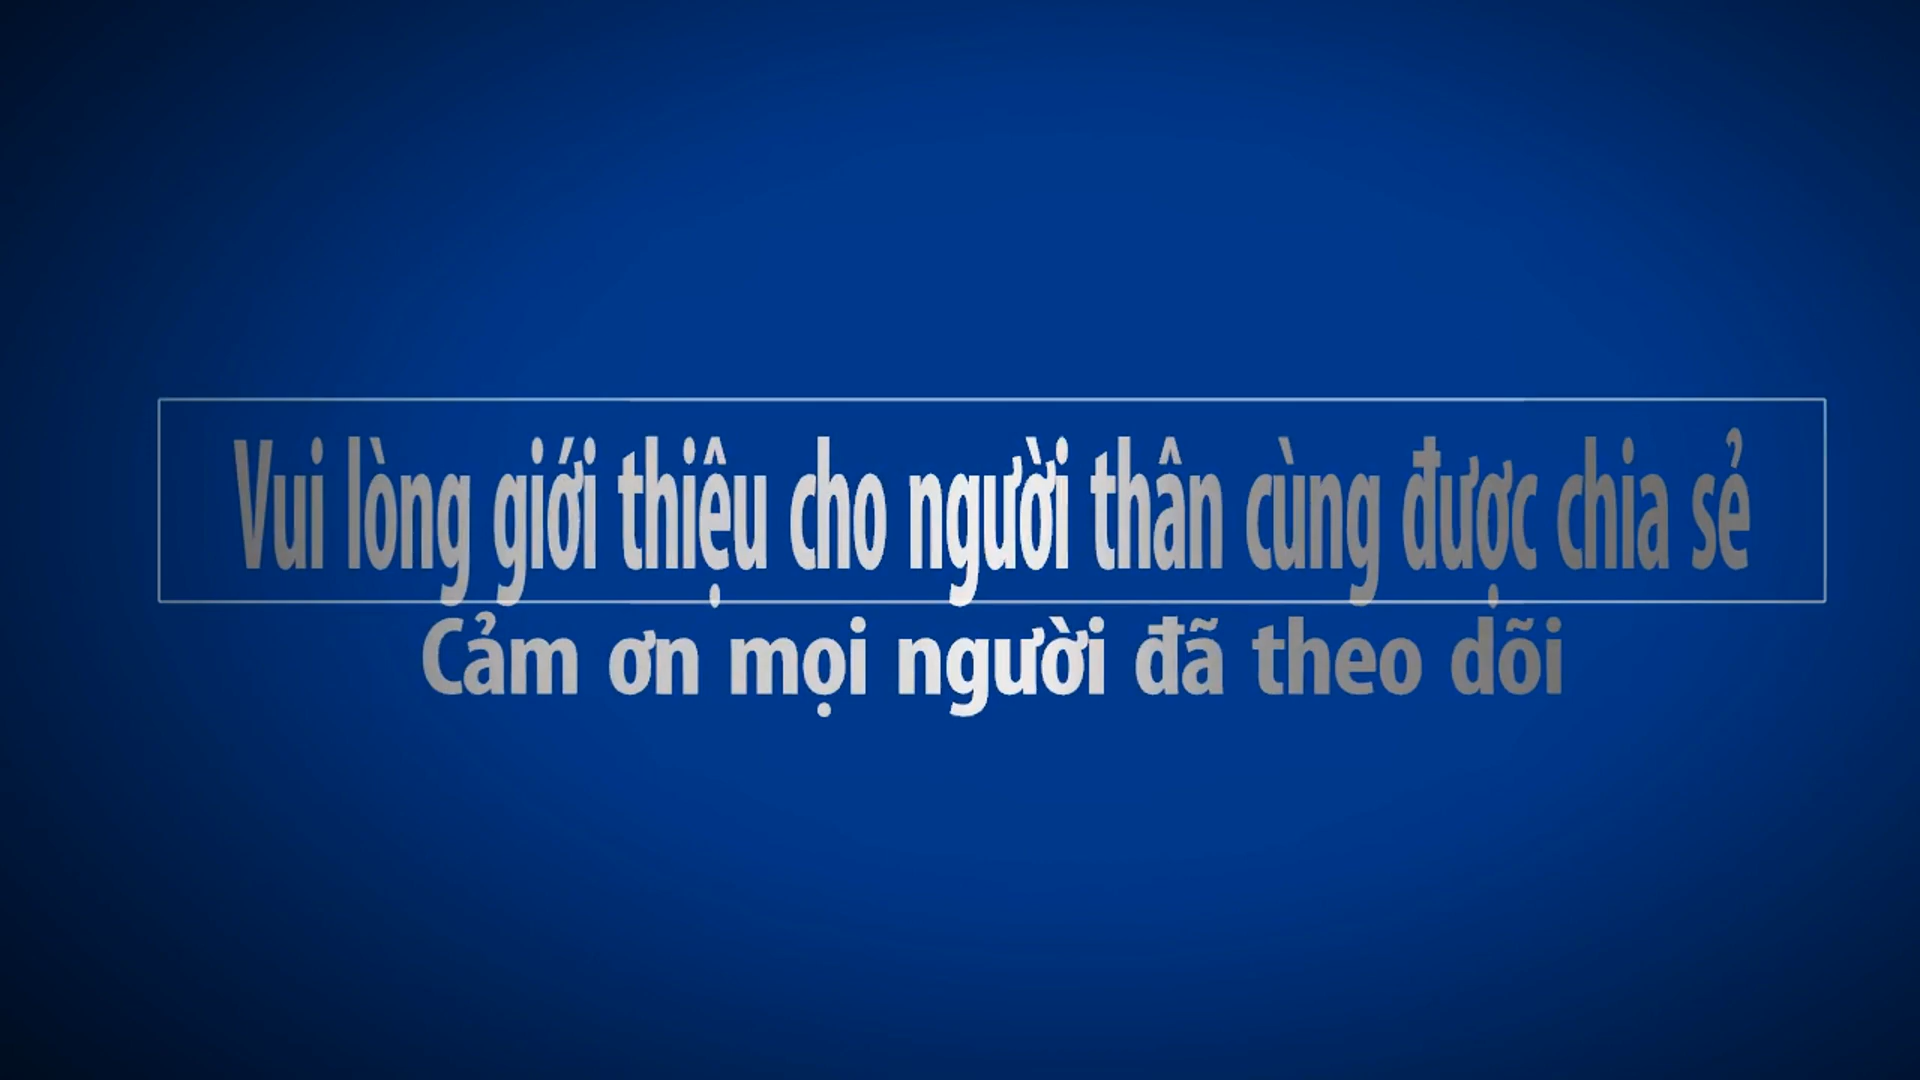 Vui lòng giới thiệu cho người thân cùng được chia sẻ
Cảm ơn mọi người đã theo dõi